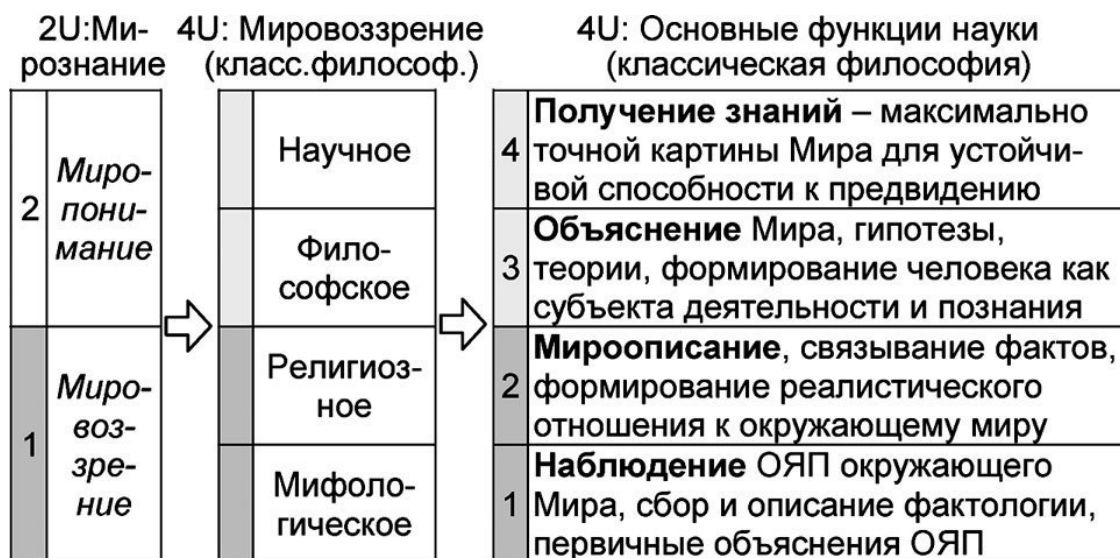 2U:Ми-
рознание
2
Миро-
пони-
мание
1
Миро-
воз-
зре-
ние
4U: Мировоззрение
(класс.философ.)
Научное
Фило-
софское
Религиоз-
ное
Мифоло-
гическое
4U: Основные функции науки
(классическая философия)
4
Получение знаний – максимально
точной картины Мира для устойчи-
вой способности к предвидению
3
Объяснение Мира, гипотезы,
теории, формирование человека как
субъекта деятельности и познания
2
Мироописание, связывание фактов,
формирование реалистического
отношения к окружающему миру
1
Наблюдение ОЯП окружающего
Мира, сбор и описание фактологии,
первичные объяснения ОЯП